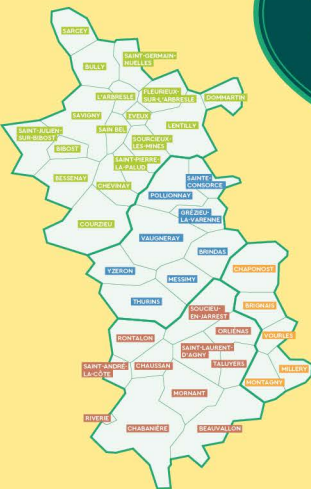 SARCEY
SAINT-GERMAIN-
NUELLES
BULLY
L'ARBRESLE
FLEURIEUX-
SUR-L'ARBRESLE
DOMMARTIN
SAVIGNY
ÉVEUX
SAINT-JULIEN-
SUR-BIBOST
SAIN BEL
LENTILLY
BIBOST
SOURCIEUX-
LES-MINES
SAINT-PIERRE-
LA-PALUD
BESSENAY
CHEVINAY
SAINTE-
CONSORCE
POLLIONNAY
COURZIEU
GRÉZIEU-
LA-VARENNE
VAUGNERAY
BRINDAS
YZERON
MESSIMY
CHAPONOST
THURINS
SOUCIEU-
EN-JARREST
BRIGNAIS
ORLIÉNAS
RONTALON
VOURLES
SAINT-LAURENT-
D'AGNY
SAINT-ANDRÉ-
LA-CÔTE
CHAUSSAN
TALUYERS
MILLERY
MONTAGNY
MORNANT
RIVERIE
CHABANIÈRE
BEAUVALLON